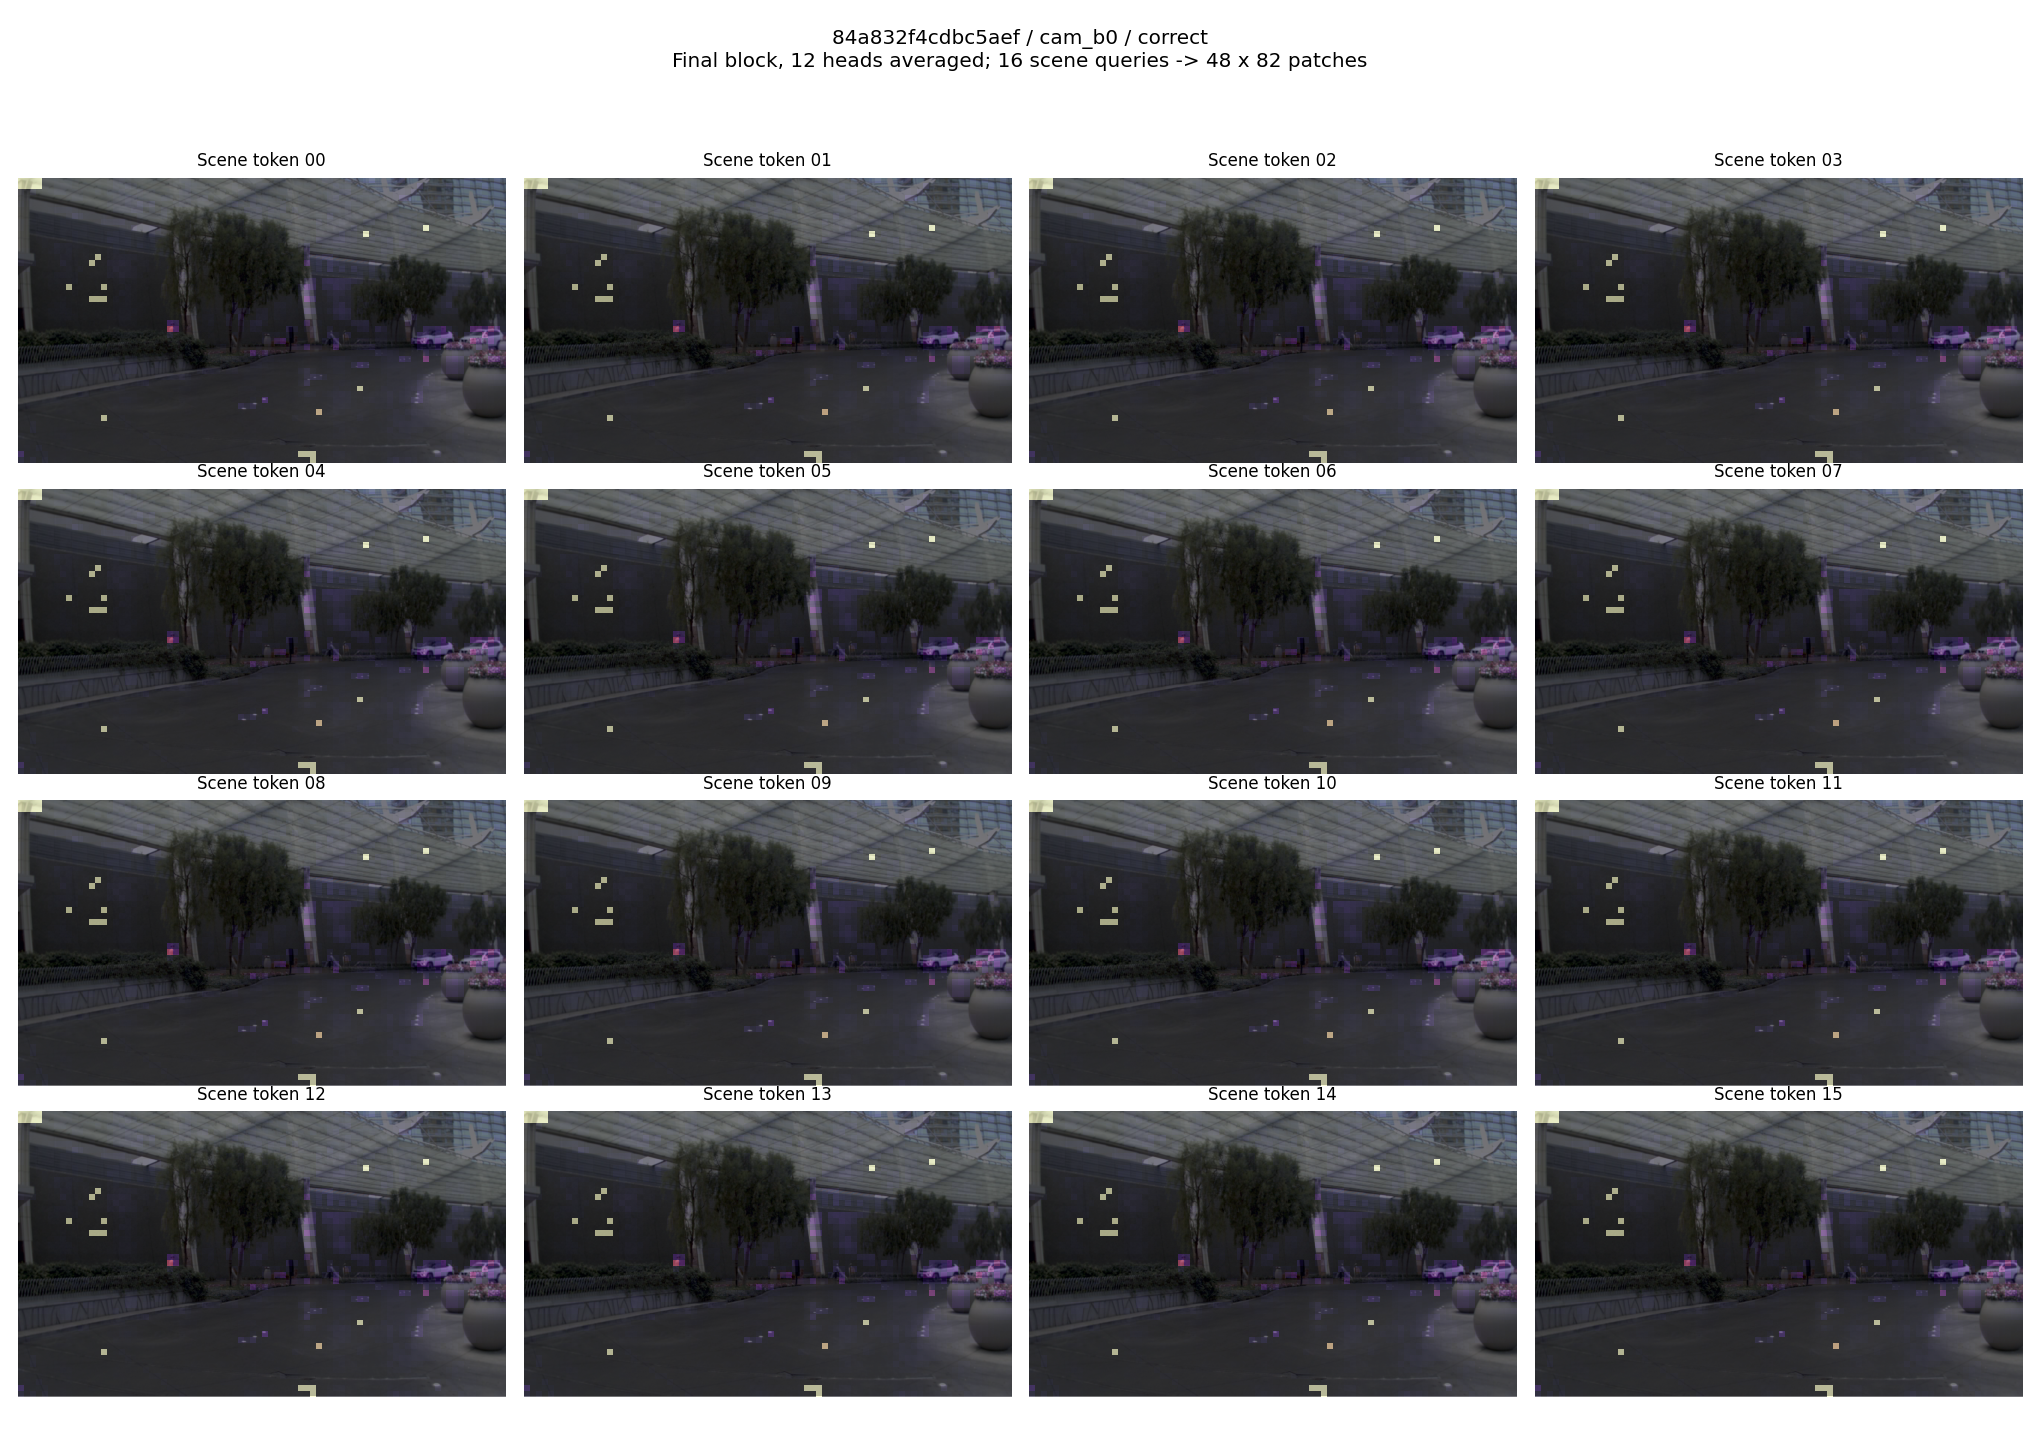 84a832f4cdbc5aef / cam_b0 / correct
Final block, 12 heads averaged; 16 scene queries -> 48 x 82 patches
Scene token 00
Scene token 01
Scene token 02
Scene token 03
Scene token 04
Scene token 05
Scene token 06
Scene token 07
Scene token 08
Scene token 09
Scene token 10
Scene token 11
Scene token 12
Scene token 13
Scene token 14
Scene token 15